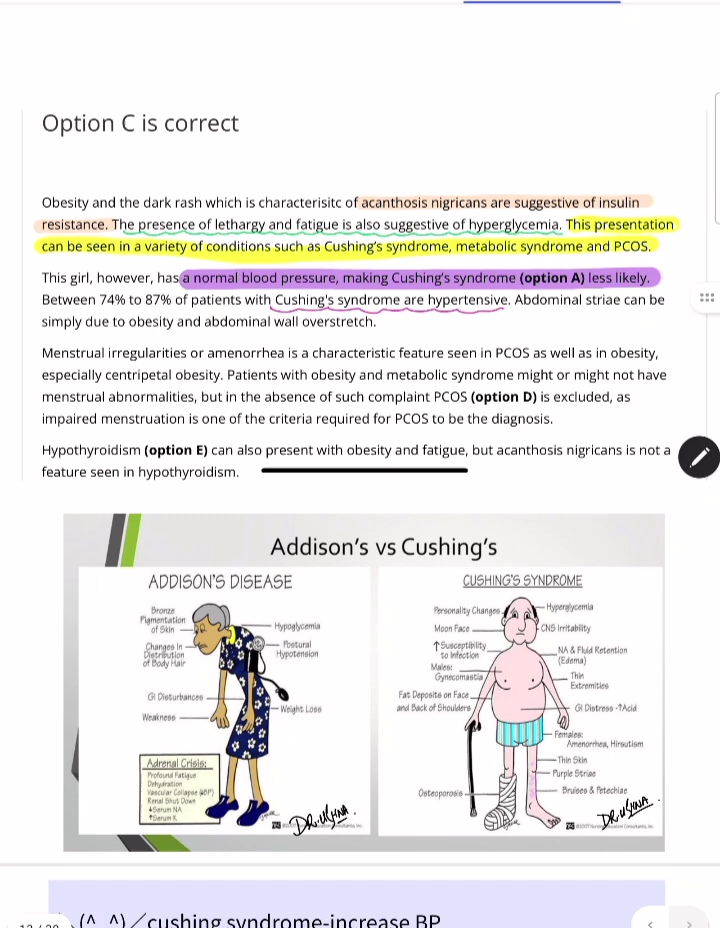 Option C is correct
Obesity and the dark rash which is characterisitc of acanthosis nigricans are suggestive of insulin
resistance. The presence of lethargy and fatigue is also suggestive of hyperglycemia. This presentation
can be seen in a variety of conditions such as Cushing's syndrome, metabolic syndrome and PCOS.
This girl, however, has a normal blood pressure, making Cushing's syndrome (option A) less likely.
Between 74% to 87% of patients with Cushing's syndrome are hypertensive. Abdominal striae can be
simply due to obesity and abdominal wall overstretch.
Menstrual irregularities or amenorrhea is a characteristic feature seen in PCOS as well as in obesity,
especially centripetal obesity. Patients with obesity and metabolic syndrome might or might not have
menstrual abnormalities, but in the absence of such complaint PCOS (option D) is excluded, as
impaired menstruation is one of the criteria required for PCOS to be the diagnosis.
Hypothyroidism (option E) can also present with obesity and fatigue, but acanthosis nigricans is not a
feature seen in hypothyroidism.
Addison's vs Cushing's
ADDISON'S DISEASE
Bronze
Pigmentation
of Skin
Changes In
Distribution
of Body Hair
GI Disturbances
Weakness
Hypoglycemia
Postural
Hypotension
Weight Loss
Adrenal Crisis:
Profound Fatigue
Dehydration
Vascular Collapse (↓BP)
Renal Shut Down
↓Serum NA
↑Serum K
DR.USHNA.
CUSHING'S SYNDROME
Personality Changes
Moon Face
↑Susceptibility
to Infection
Males:
Gynecomastia
Fat Deposits on Face
and Back of Shoulders
Osteoporosis
Hyperglycemia
CNS Irritability
NA & Fluid Retention
(Edema)
Thin
Extremities
GI Distress -↑Acid
Females:
Amenorrhea, Hirsutism
Thin Skin
Purple Striae
Bruises & Petechiae
DR.USHNA.
(^ ^)／cushing syndrome-increase BP